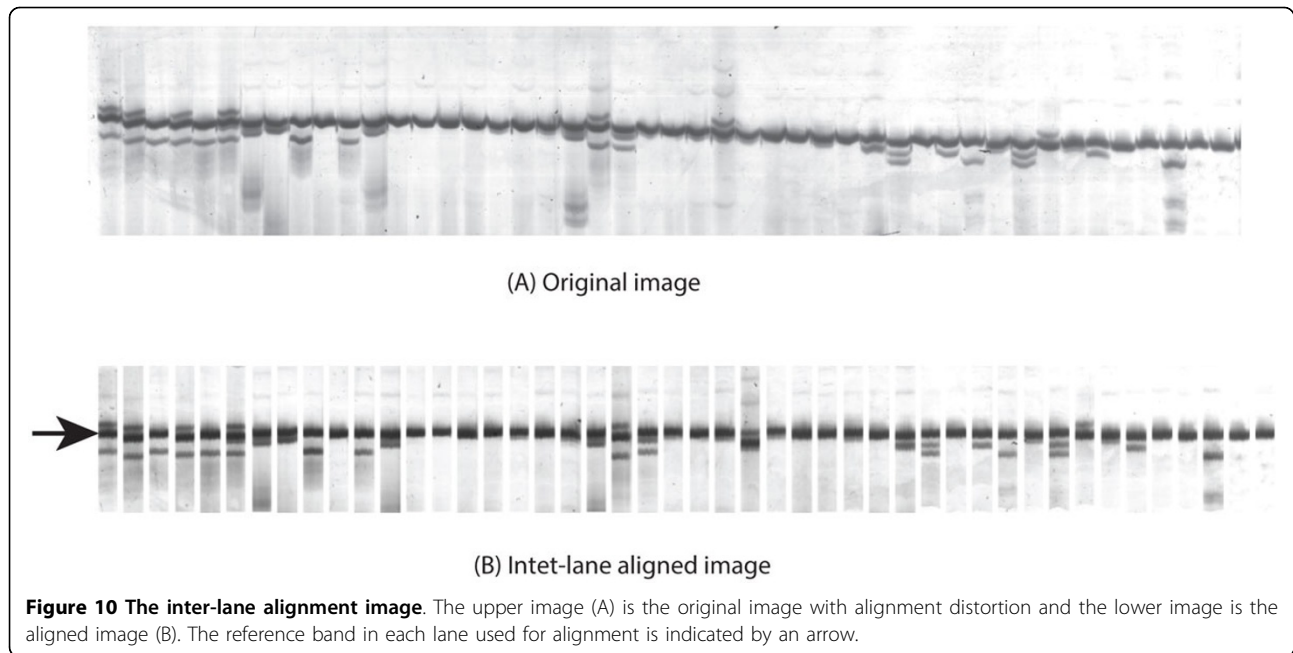 (A) Original image
(B) Intet-lane aligned image
Figure 10 The inter-lane alignment image. The upper image (A) is the original image with alignment distortion and the lower image is the
aligned image (B). The reference band in each lane used for alignment is indicated by an arrow.